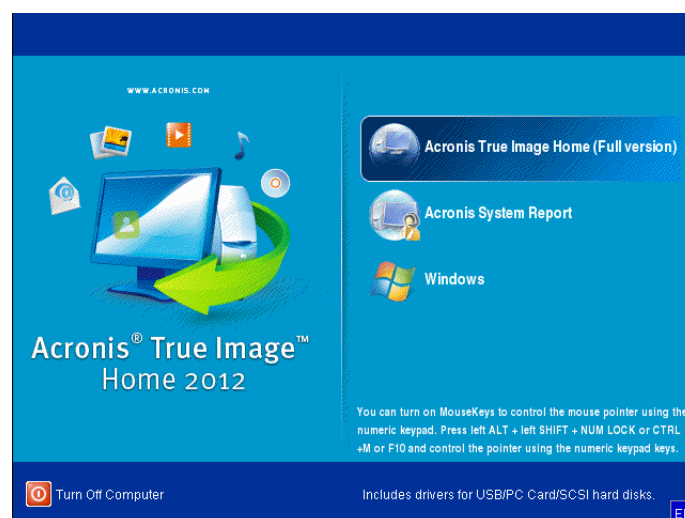 WWW.ACRONIS.COM
Acronis® True Image™
Home 2012
Acronis True Image Home (Full version)
Acronis System Report
Windows
You can turn on MouseKeys to control the mouse pointer using the
numeric keypad. Press left ALT + left SHIFT + NUM LOCK or CTRL
+M or F10 and control the pointer using the numeric keypad keys.
Turn Off Computer
Includes drivers for USB/PC Card/SCSI hard disks.